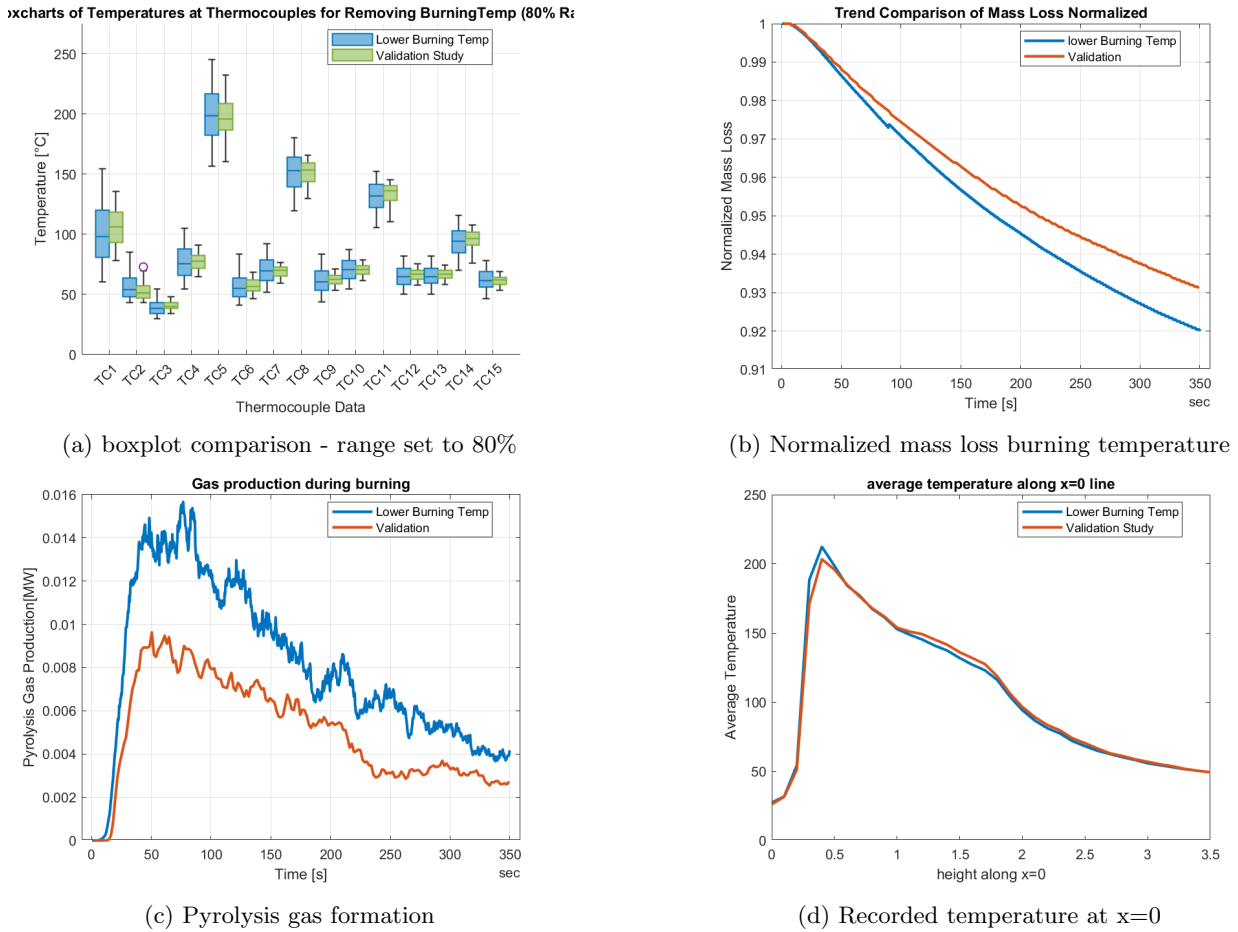 oxcharts of Temperatures at Thermocouples for Removing BurningTemp (80% Ra
Lower Burning Temp
Validation Study
Temperature [°C]
250
200
150
100
50
0
TC1 TC2 TC3 TC4 TC5 TC6 TC7 TC8 TC9 TC10 TC11 TC12 TC13 TC14 TC15
Thermocouple Data
(a) boxplot comparison - range set to 80%
Trend Comparison of Mass Loss Normalized
lower Burning Temp
Validation
Normalized Mass Loss
1
0.99
0.98
0.97
0.96
0.95
0.94
0.93
0.92
0.91
0 50 100 150 200 250 300 350
Time [s]
sec
(b) Normalized mass loss burning temperature
Gas production during burning
Lower Burning Temp
Validation
Pyrolysis Gas Production[MW]
0.016
0.014
0.012
0.01
0.008
0.006
0.004
0.002
0
0 50 100 150 200 250 300 350
Time [s]
sec
(c) Pyrolysis gas formation
average temperature along x=0 line
Lower Burning Temp
Validation Study
Average Temperature
250
200
150
100
50
0
0 0.5 1 1.5 2 2.5 3 3.5
height along x=0
(d) Recorded temperature at x=0